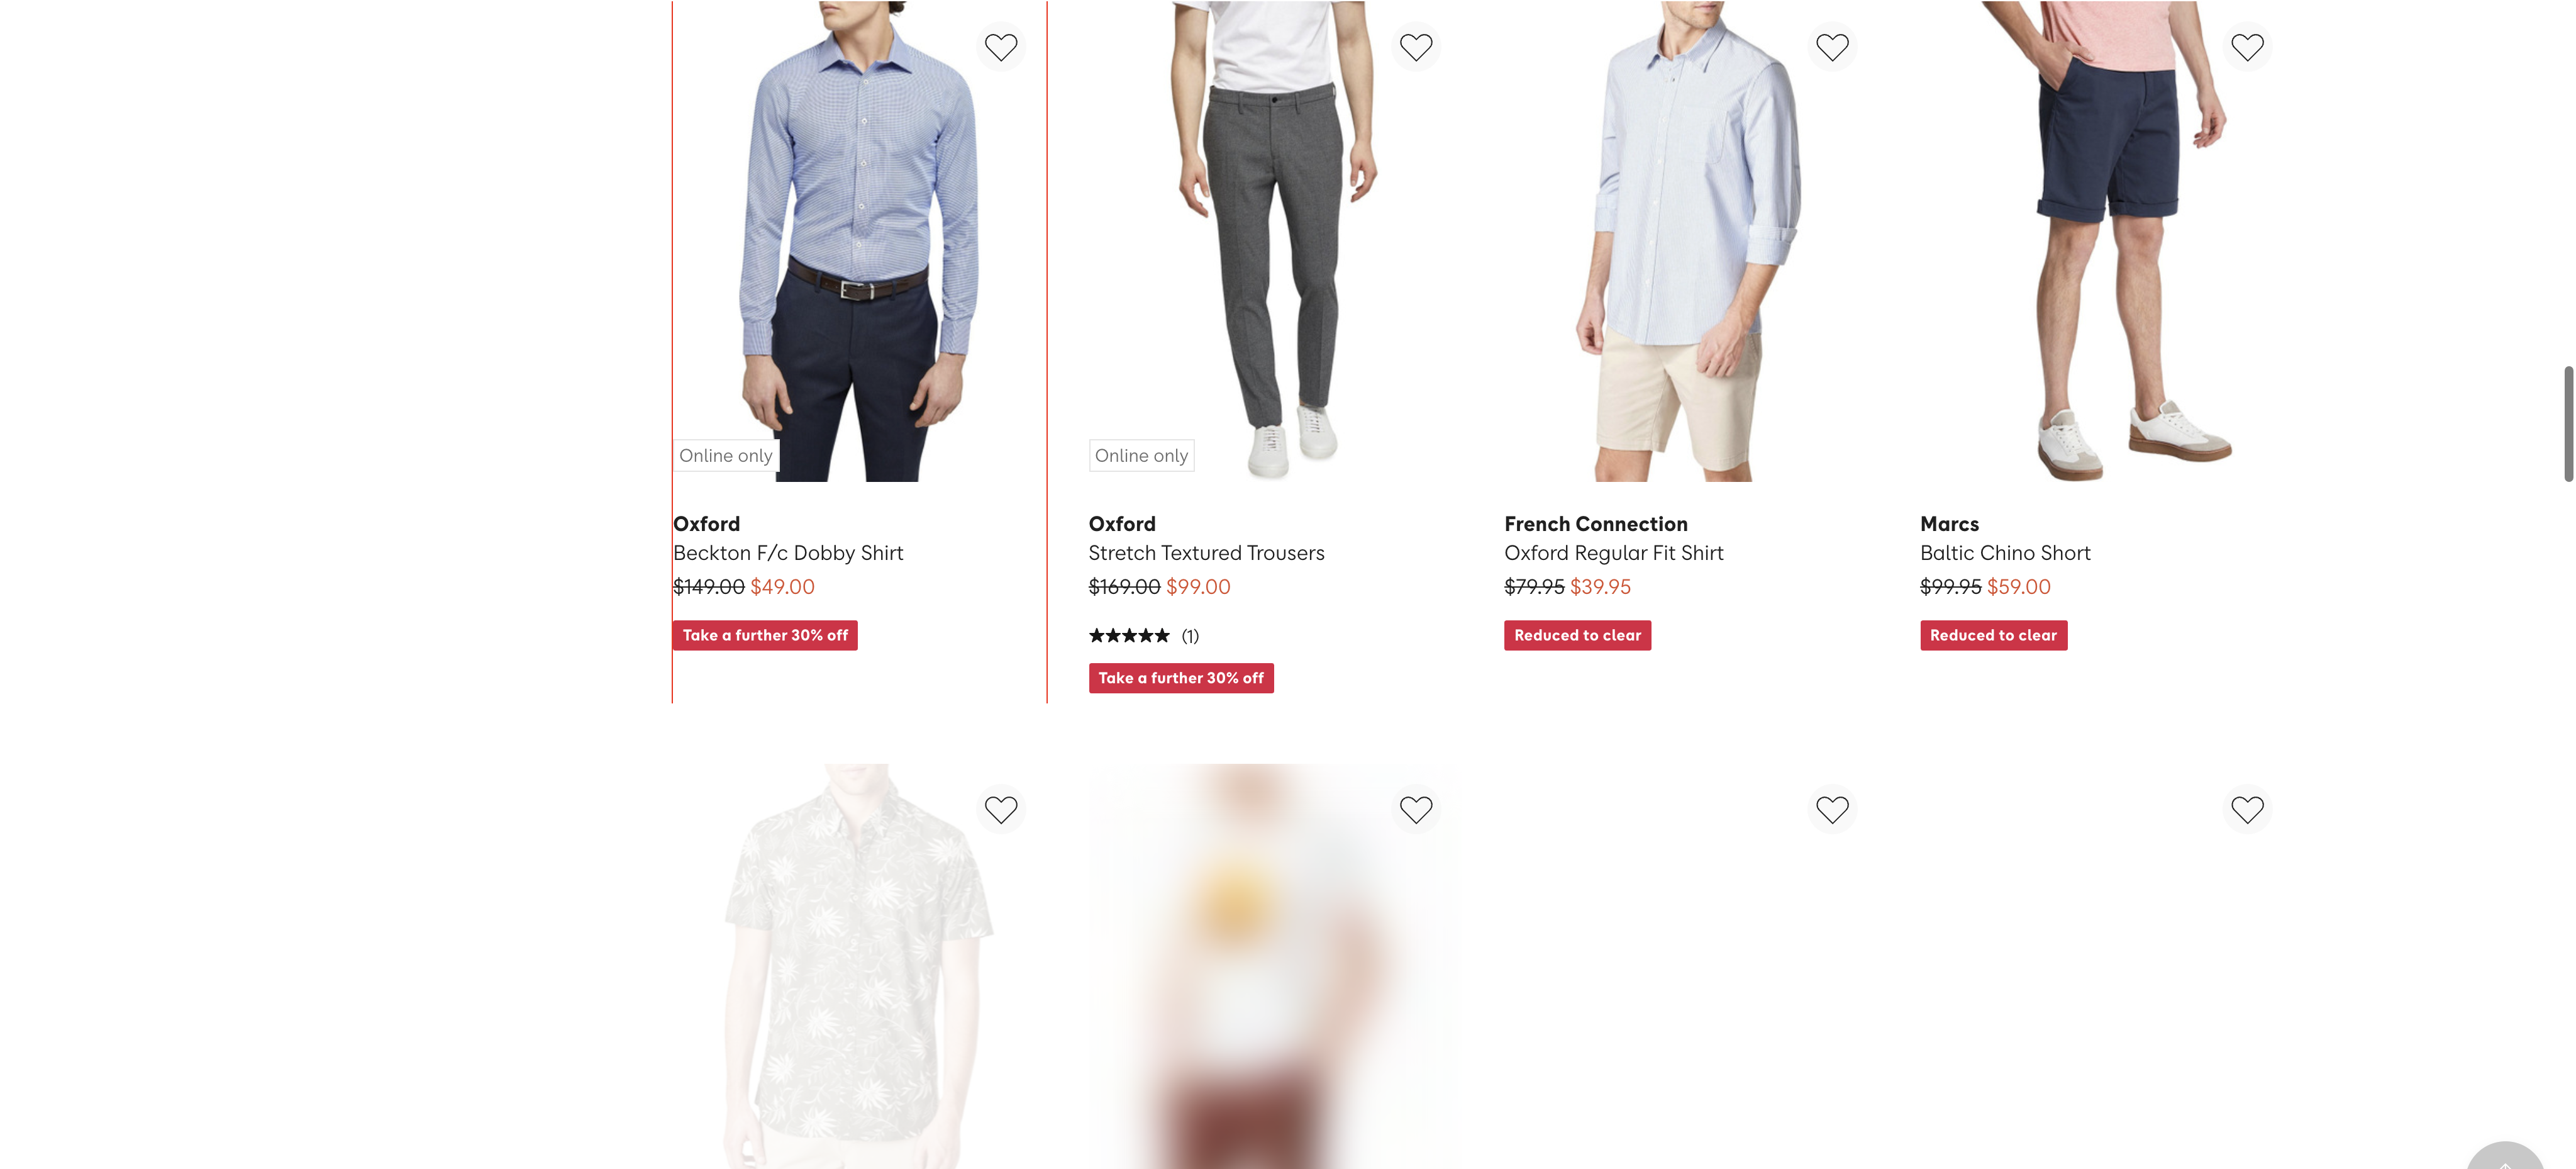 Online only
Oxford
Beckton F/c Dobby Shirt
$149.00 $49.00
Take a further 30% off
Online only
Oxford
Stretch Textured Trousers
$169.00 $99.00
(1)
Take a further 30% off
French Connection
Oxford Regular Fit Shirt
$79.95 $39.95
Reduced to clear
Marcs
Baltic Chino Short
$99.95 $59.00
Reduced to clear